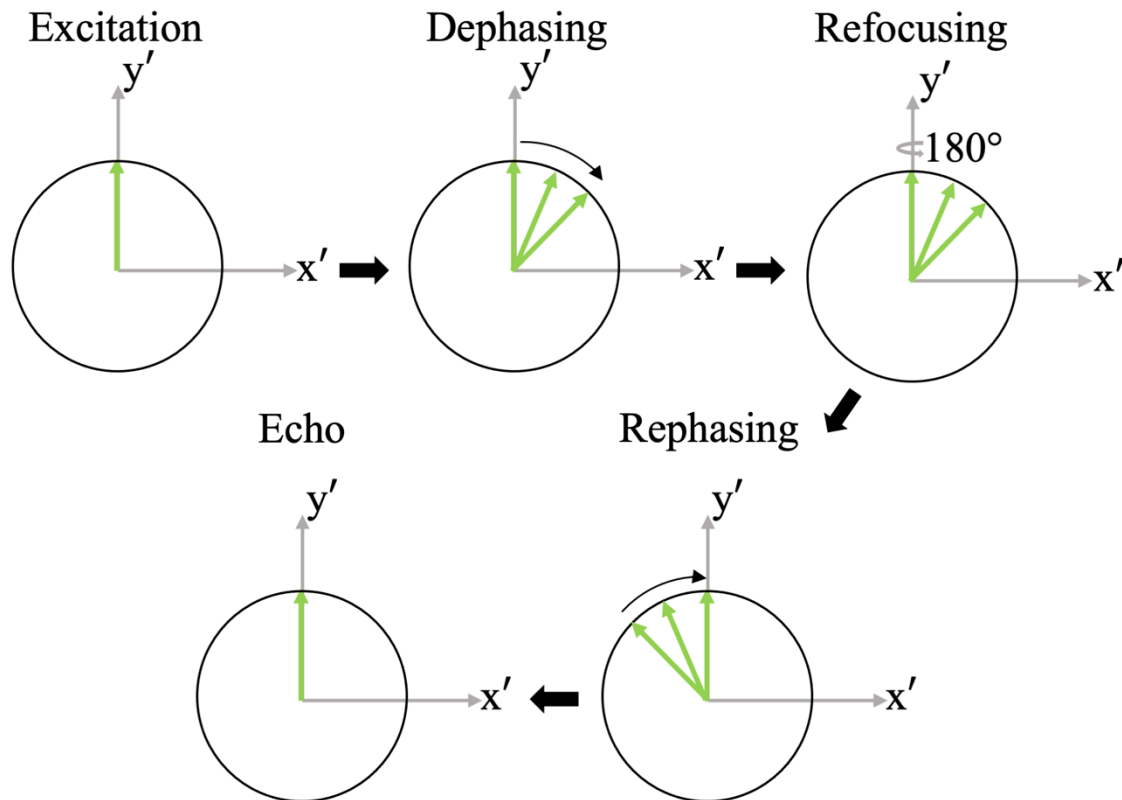 Excitation
y′
x′
Dephasing
y′
x′
Refocusing
y′
180°
x′
Echo
y′
x′
Rephasing
y′
x′